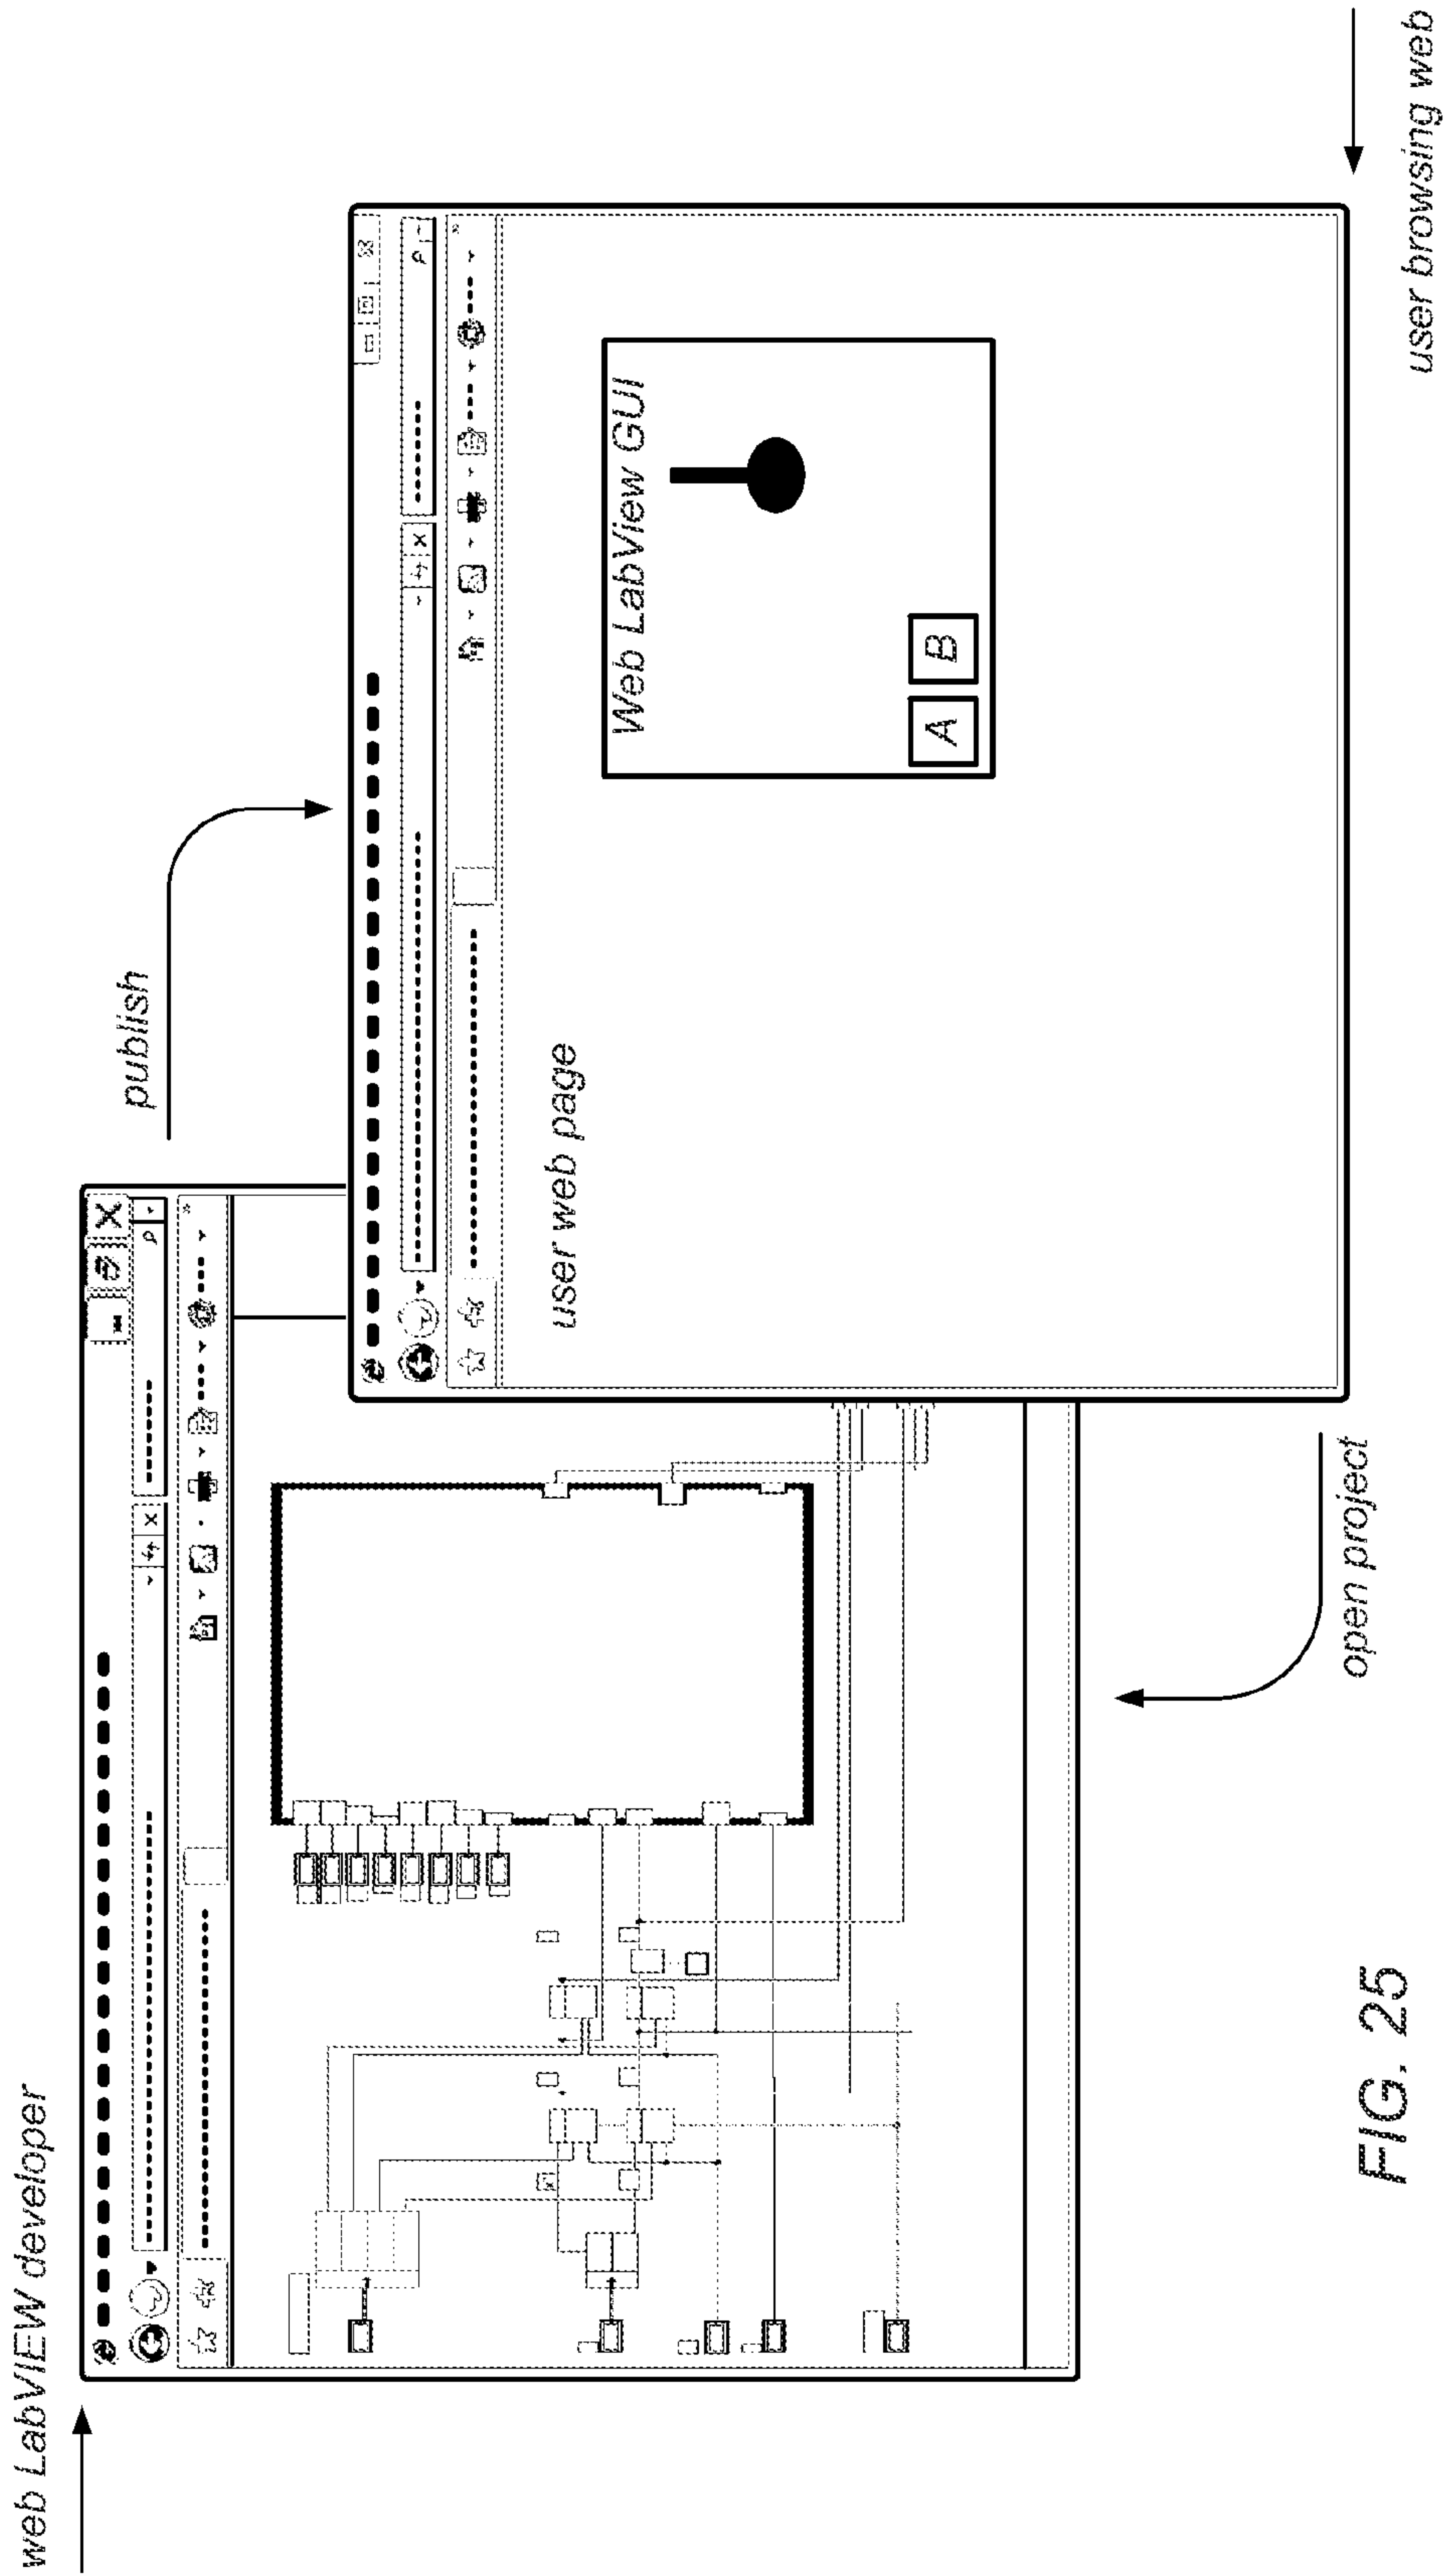 web LabVIEW developer
publish
user web page
Web LabView GUI
A B
open project
user browsing web
FIG. 25